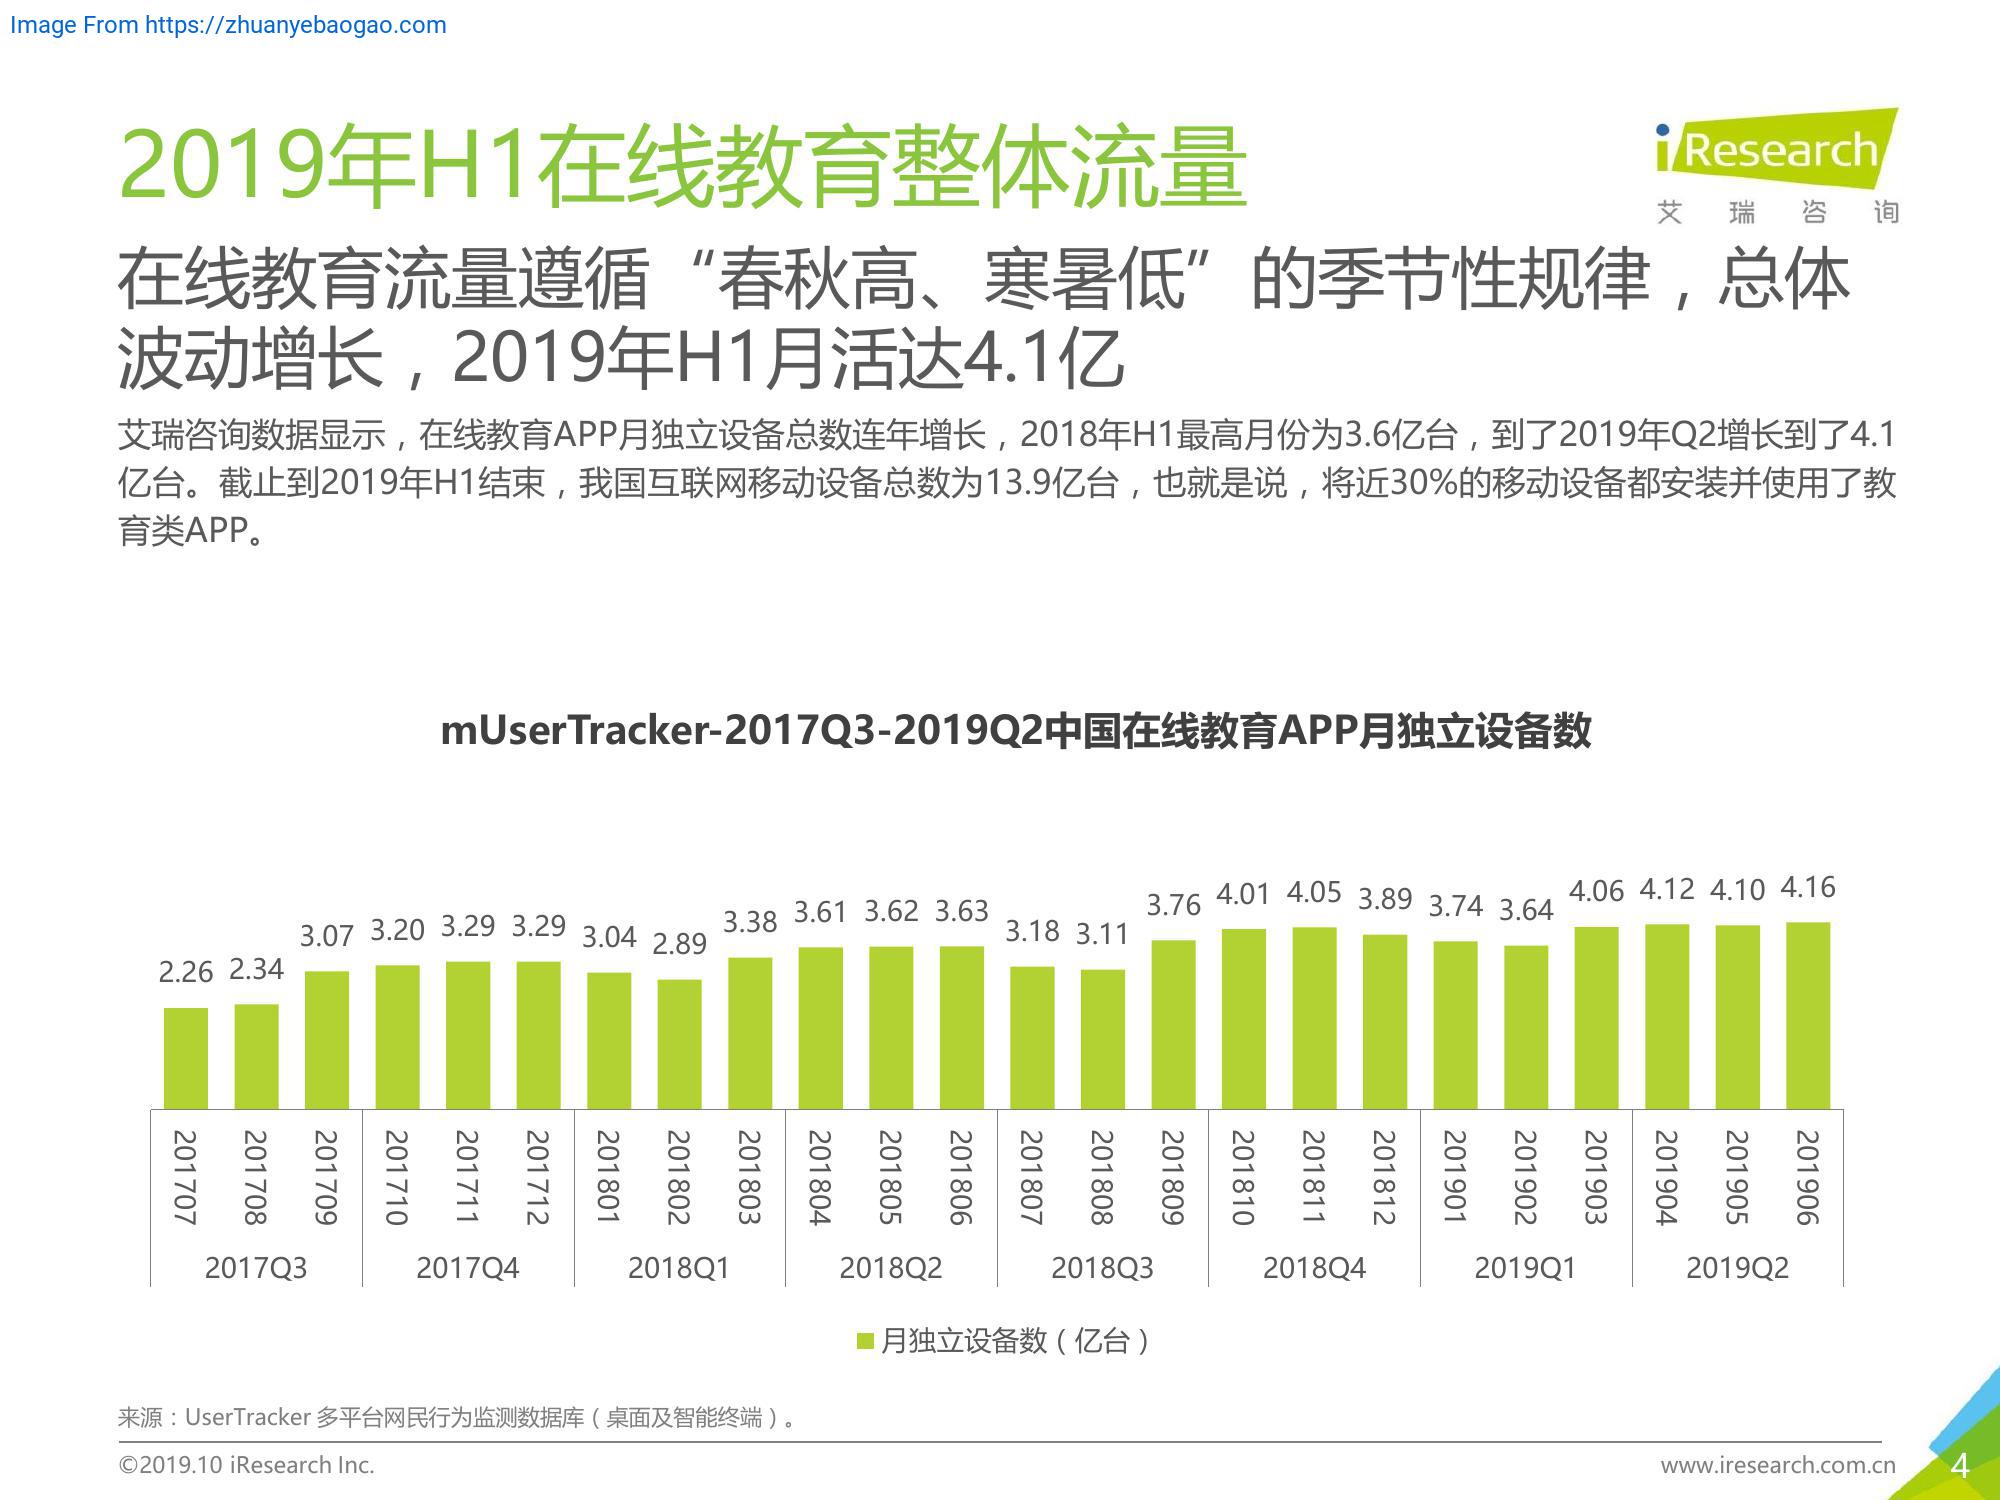 Image From https://zhuanyebaogao.com
2019年H1在线教育整体流量
iResearch
艾瑞咨询
在线教育流量遵循“春秋高、寒暑低”的季节性规律，总体
波动增长，2019年H1月活达4.1亿
艾瑞咨询数据显示，在线教育APP月独立设备总数连年增长，2018年H1最高月份为3.6亿台，到了2019年Q2增长到了4.1
亿台。截止到2019年H1结束，我国互联网移动设备总数为13.9亿台，也就是说，将近30%的移动设备都安装并使用了教
育类APP。
mUserTracker-2017Q3-2019Q2中国在线教育APP月独立设备数
2.26 2.34 3.07 3.20 3.29 3.29 3.04 2.89 3.38 3.61 3.62 3.63 3.18 3.11 3.76 4.01 4.05 3.89 3.74 3.64 4.06 4.12 4.10 4.16
201707 201708 201709 201710 201711 201712 201801 201802 201803 201804 201805 201806 201807 201808 201809 201810 201811 201812 201901 201902 201903 201904 201905 201906
2017Q3 2017Q4 2018Q1 2018Q2 2018Q3 2018Q4 2019Q1 2019Q2
月独立设备数（亿台）
来源：UserTracker 多平台网民行为监测数据库（桌面及智能终端）。
©2019.10 iResearch Inc.
www.iresearch.com.cn
4